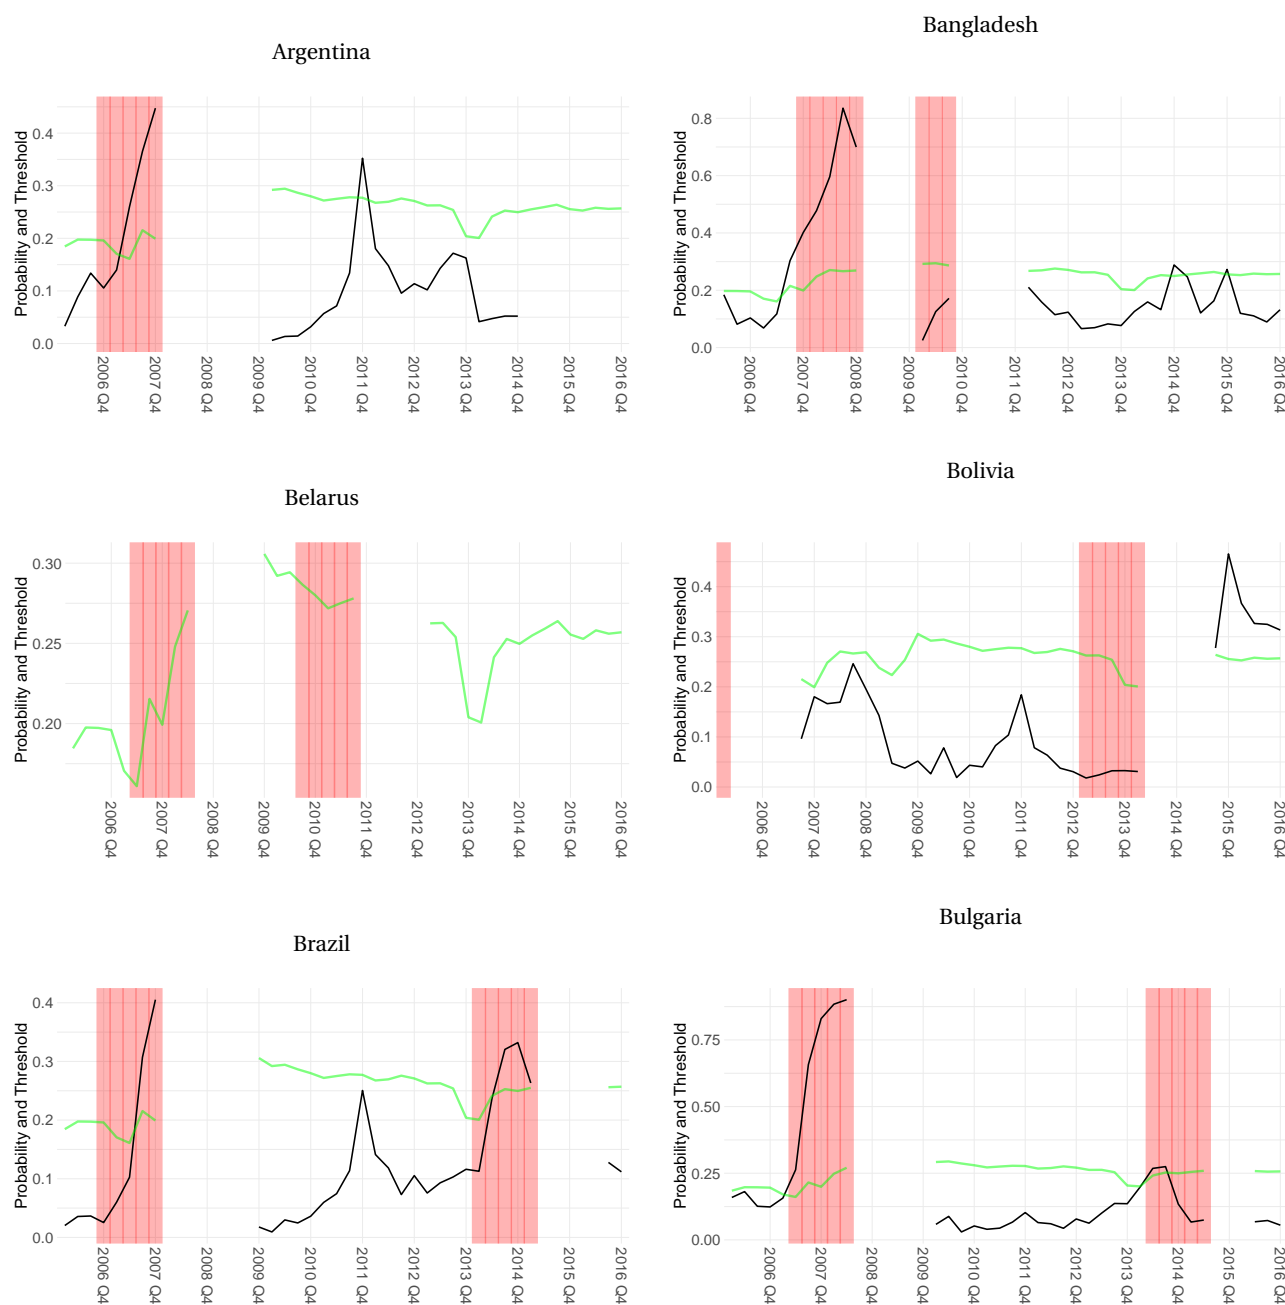 Argentina
Probability and Threshold
0.4
0.3
0.2
0.1
0.0
2006 Q4
2007 Q4
2008 Q4
2009 Q4
2010 Q4
2011 Q4
2012 Q4
2013 Q4
2014 Q4
2015 Q4
2016 Q4
Bangladesh
Probability and Threshold
0.8
0.6
0.4
0.2
0.0
2006 Q4
2007 Q4
2008 Q4
2009 Q4
2010 Q4
2011 Q4
2012 Q4
2013 Q4
2014 Q4
2015 Q4
2016 Q4
Belarus
Probability and Threshold
0.30
0.25
0.20
2006 Q4
2007 Q4
2008 Q4
2009 Q4
2010 Q4
2011 Q4
2012 Q4
2013 Q4
2014 Q4
2015 Q4
2016 Q4
Bolivia
Probability and Threshold
0.4
0.3
0.2
0.1
0.0
2006 Q4
2007 Q4
2008 Q4
2009 Q4
2010 Q4
2011 Q4
2012 Q4
2013 Q4
2014 Q4
2015 Q4
2016 Q4
Brazil
Probability and Threshold
0.4
0.3
0.2
0.1
0.0
2006 Q4
2007 Q4
2008 Q4
2009 Q4
2010 Q4
2011 Q4
2012 Q4
2013 Q4
2014 Q4
2015 Q4
2016 Q4
Bulgaria
Probability and Threshold
0.75
0.50
0.25
0.00
2006 Q4
2007 Q4
2008 Q4
2009 Q4
2010 Q4
2011 Q4
2012 Q4
2013 Q4
2014 Q4
2015 Q4
2016 Q4